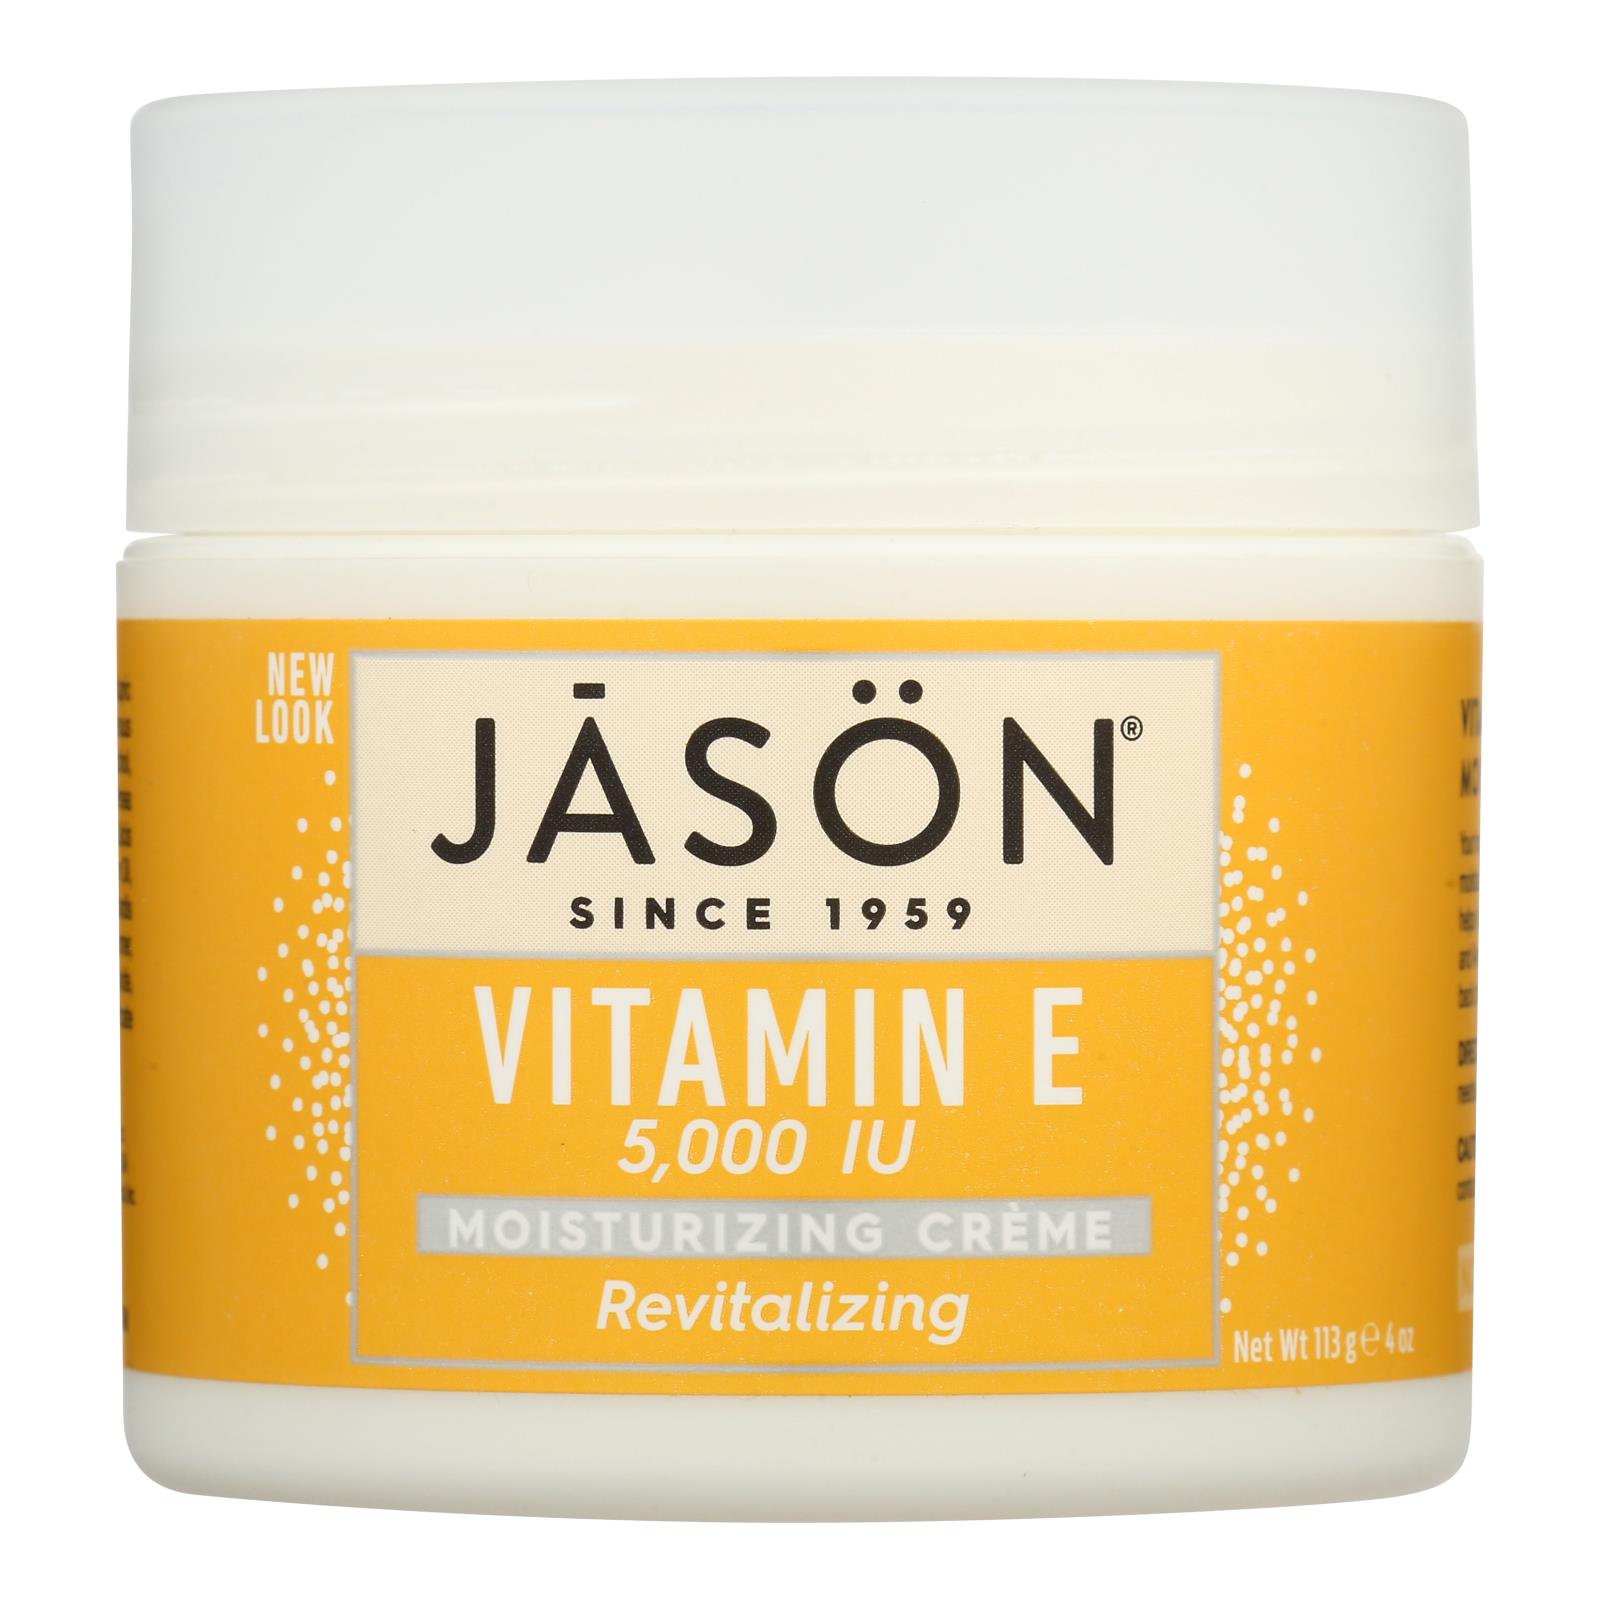 NEW
LOOK
JĀSÖN®
SINCE 1959
VITAMIN E
5,000 IU
MOISTURIZING CRÈME
Revitalizing
Net Wt 113 g ℮ 4 oz